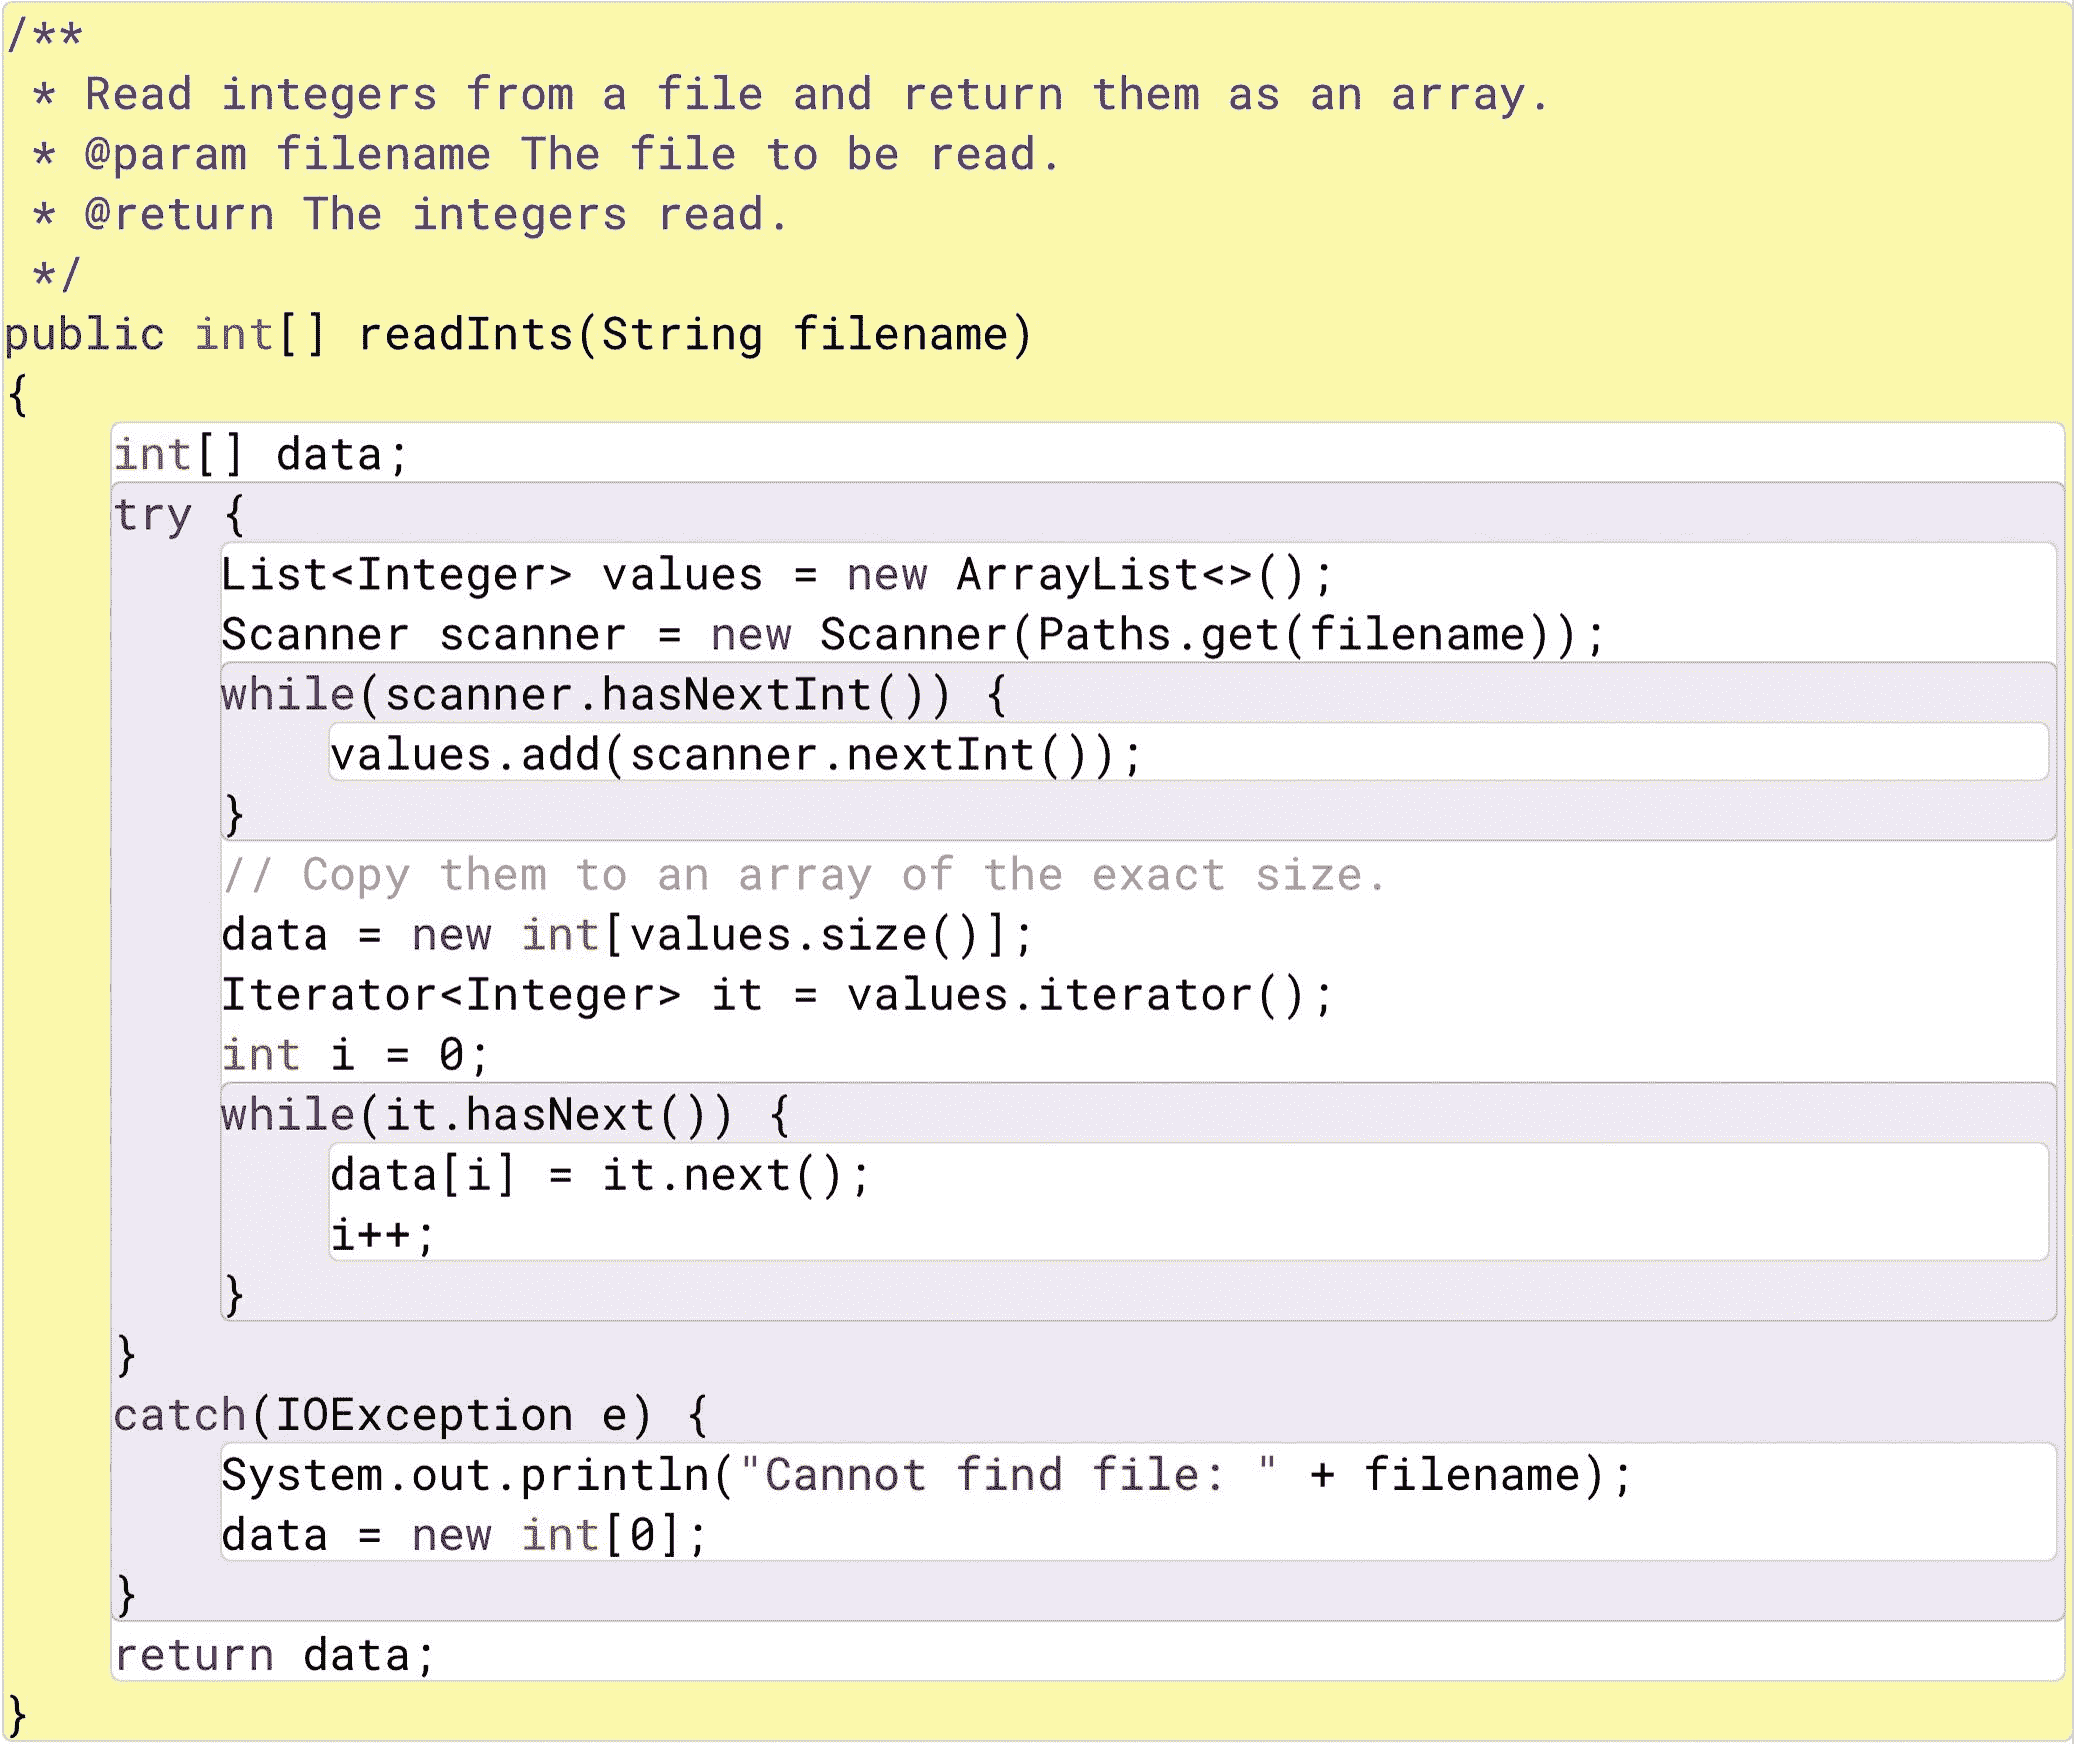 /**
 * Read integers from a file and return them as an array.
 * @param filename The file to be read.
 * @return The integers read.
 */
public int[] readInts(String filename)
{
    int[] data;
    try {
        List<Integer> values = new ArrayList<>();
        Scanner scanner = new Scanner(Paths.get(filename));
        while(scanner.hasNextInt()) {
            values.add(scanner.nextInt());
        }
        // Copy them to an array of the exact size.
        data = new int[values.size()];
        Iterator<Integer> it = values.iterator();
        int i = 0;
        while(it.hasNext()) {
            data[i] = it.next();
            i++;
        }
    }
    catch(IOException e) {
        System.out.println("Cannot find file: " + filename);
        data = new int[0];
    }
    return data;
}